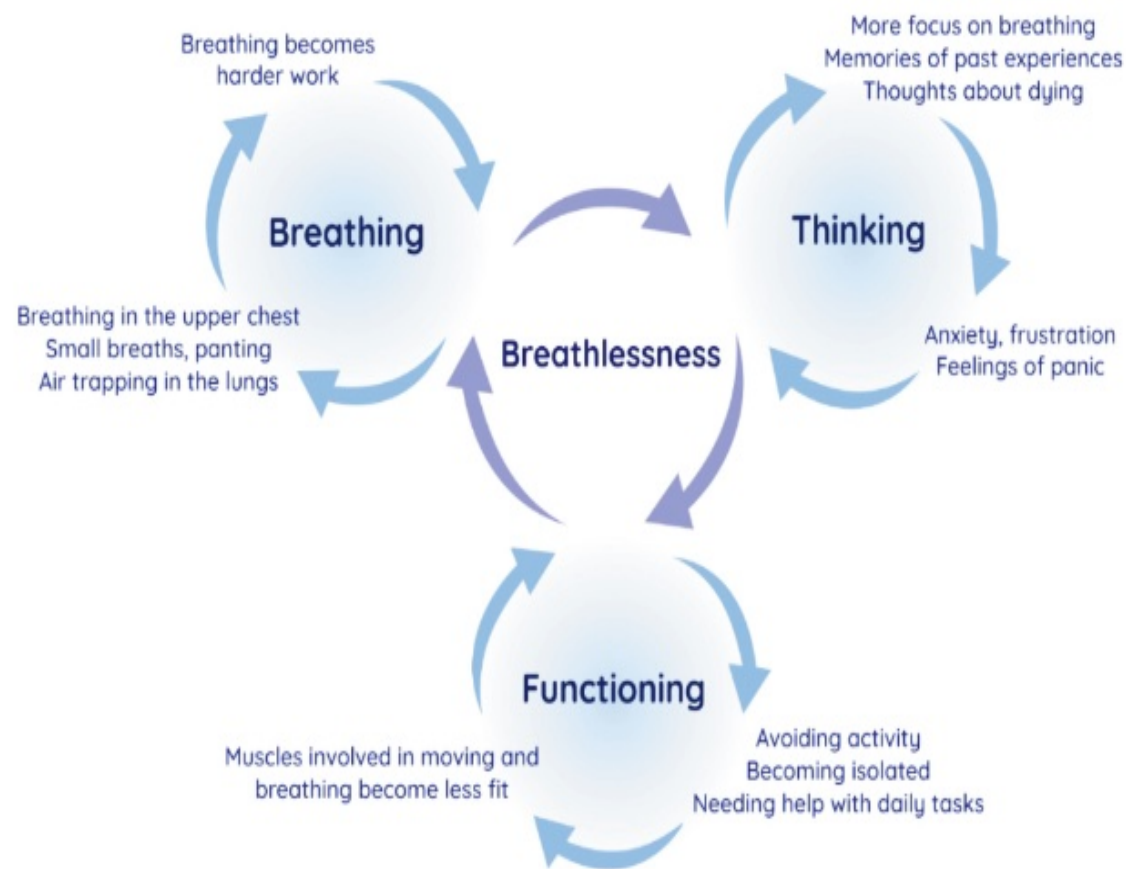 Breathing becomes
harder work
Breathing
Breathing in the upper chest
Small breaths, panting
Air trapping in the lungs
More focus on breathing
Memories of past experiences
Thoughts about dying
Thinking
Anxiety, frustration
Feelings of panic
Breathlessness
Functioning
Avoiding activity
Becoming isolated
Needing help with daily tasks
Muscles involved in moving and
breathing become less fit